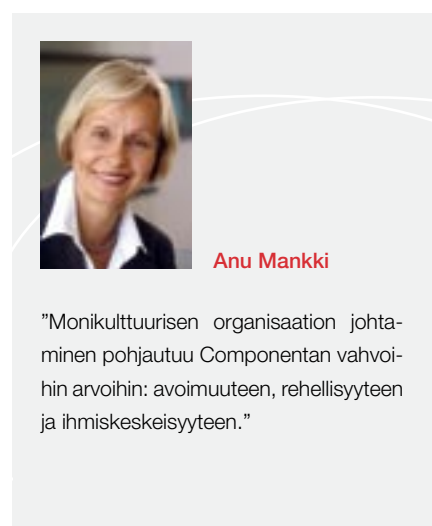 Anu Mankki
”Monikulttuurisen organisaation johta-
minen pohjautuu Componentan vahvoi-
hin arvoihin: avoimuuteen, rehellisyyteen
ja ihmiskeskeisyyteen.”